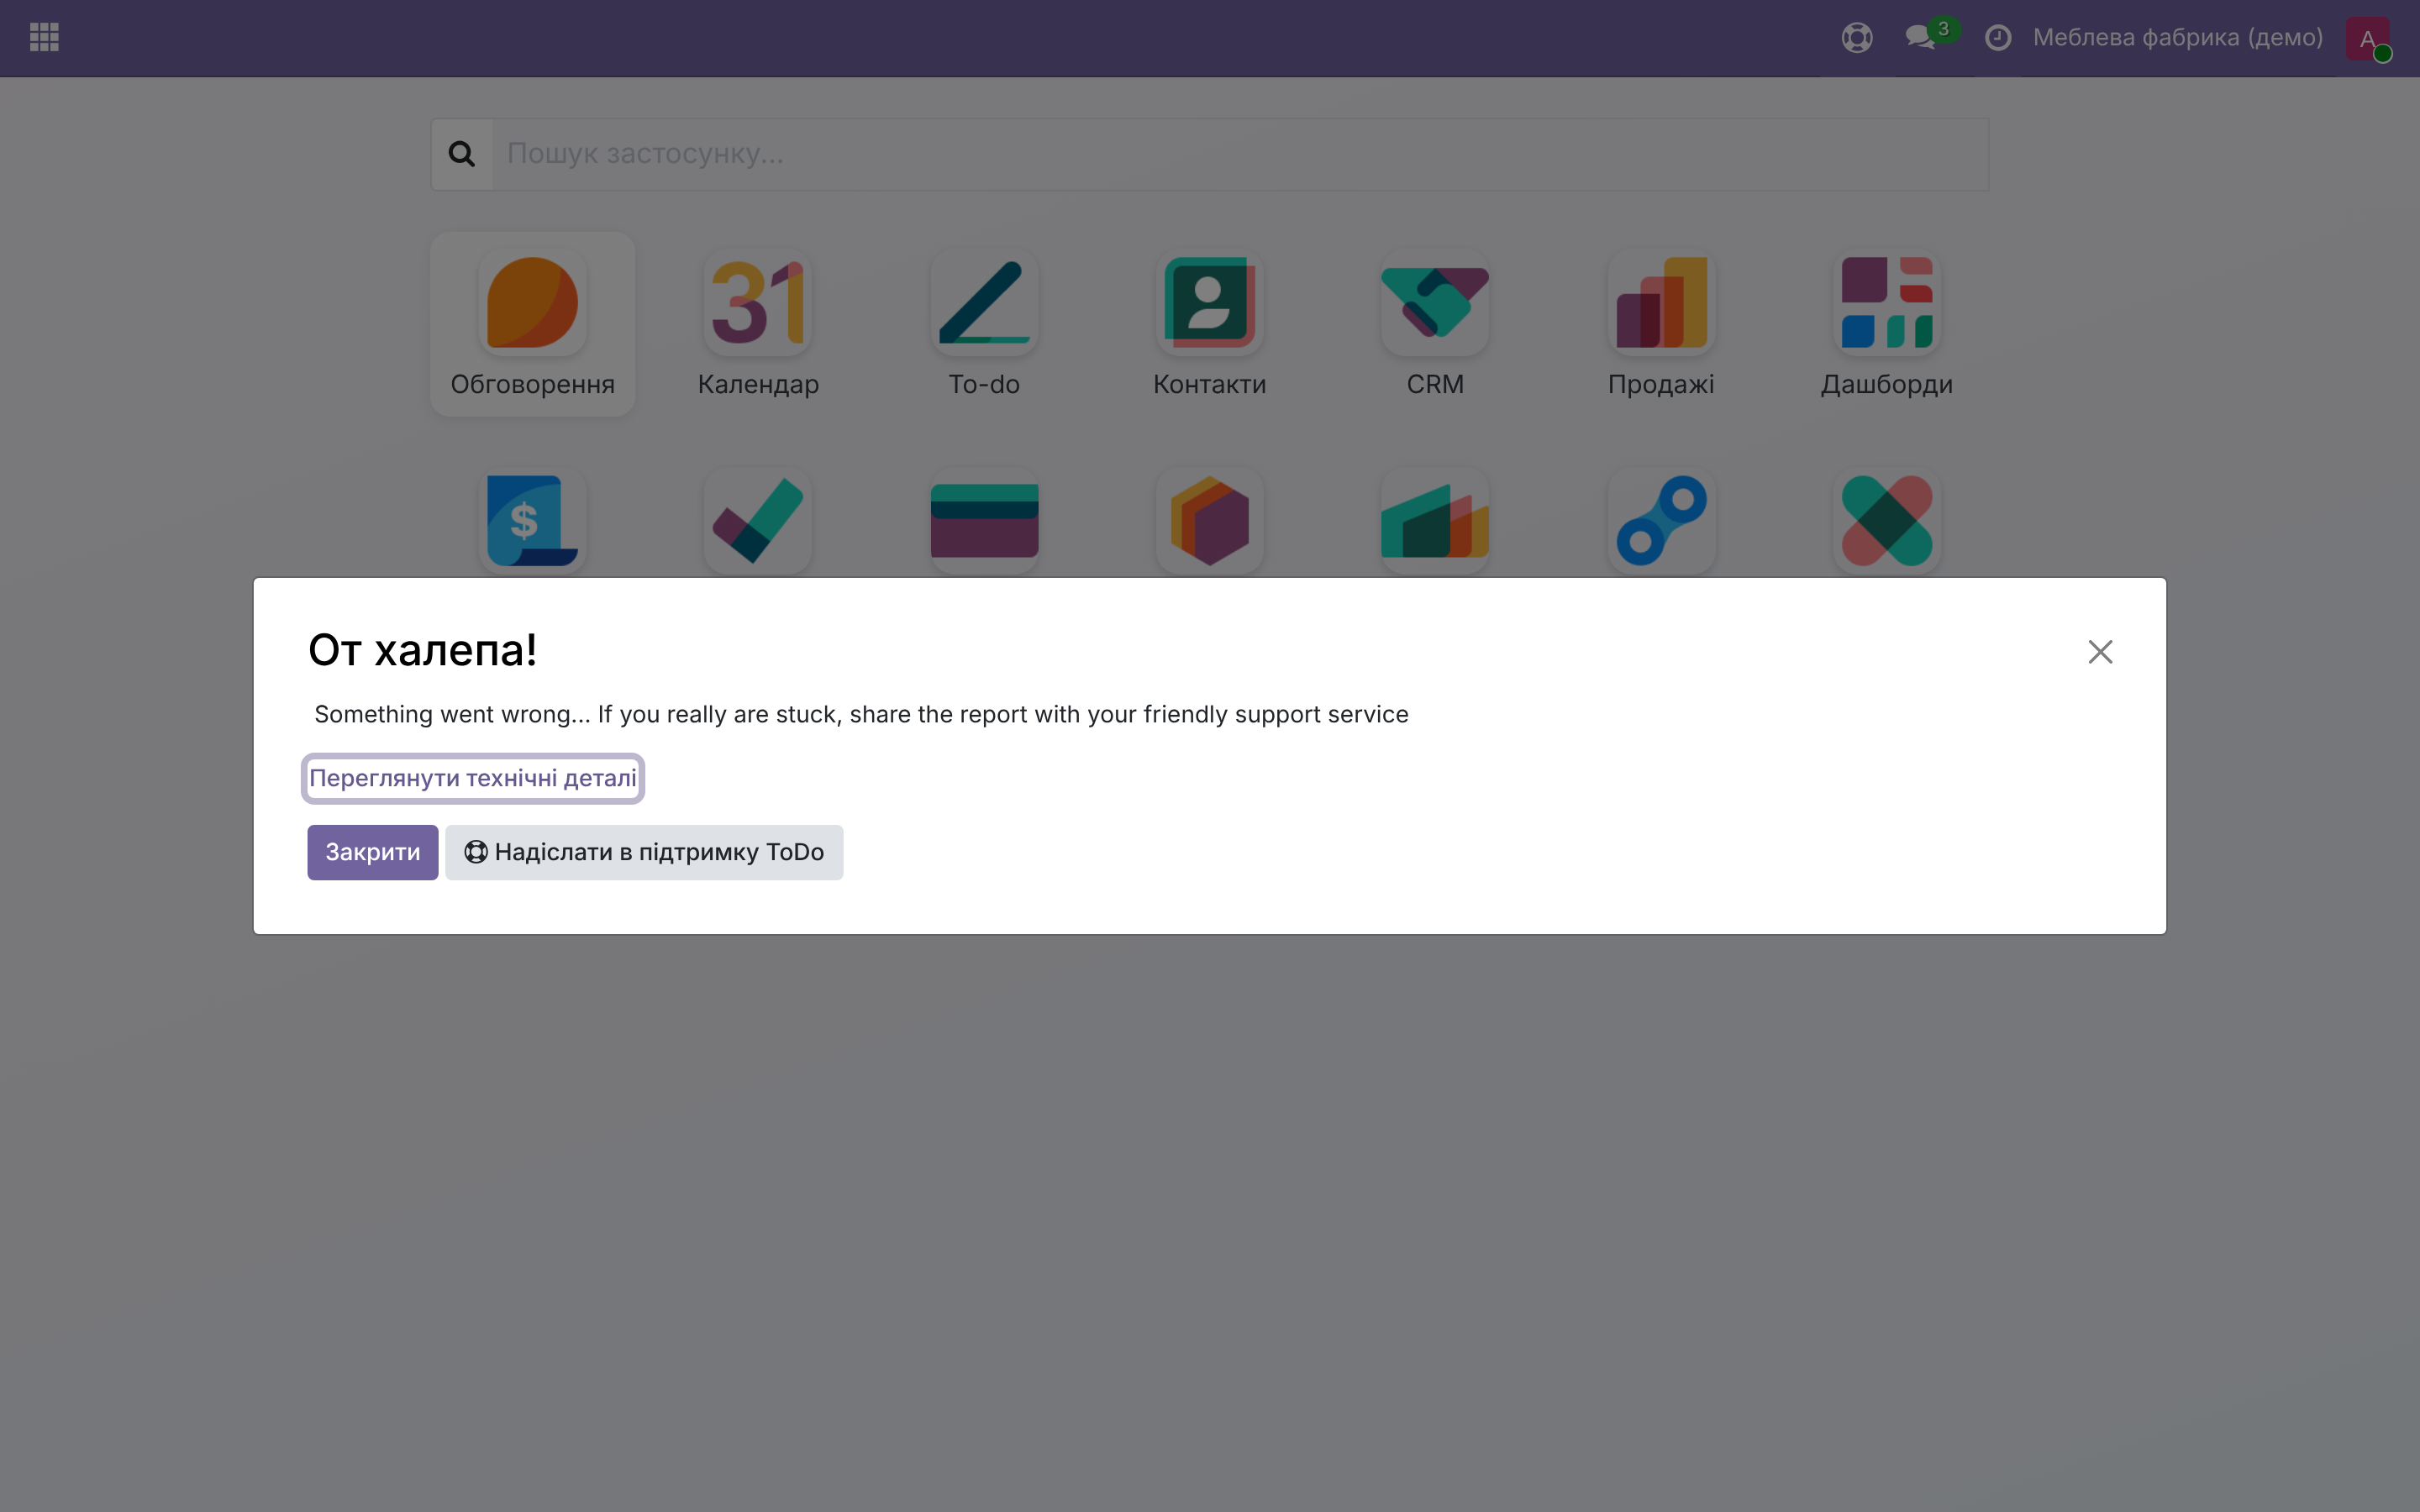 3
Меблева фабрика (демо)
A
Пошук застосунку...
31
Обговорення
Календар
To-do
Контакти
CRM
Продажі
Дашборди
$
От халепа!
Something went wrong... If you really are stuck, share the report with your friendly support service
Переглянути технічні деталі
Закрити
Надіслати в підтримку ToDo